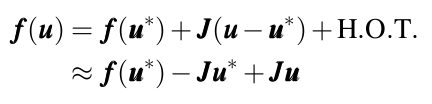 f(u) = f(u*) + J(u − u*) + H.O.T.
≈ f(u*) − Ju* + Ju